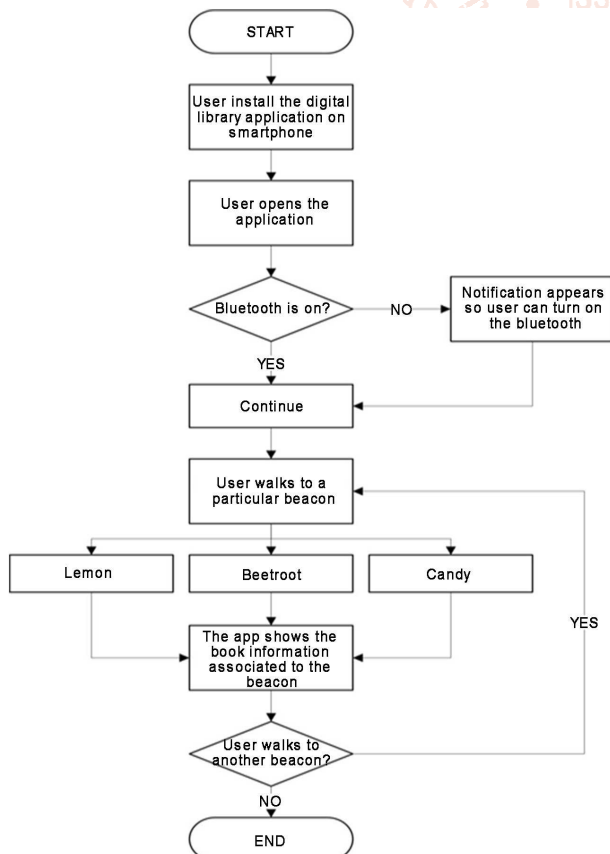 START
User install the digital
library application on
smartphone
User opens the
application
Bluetooth is on?
NO
Notification appears
so user can turn on
the bluetooth
YES
Continue
User walks to a
particular beacon
Lemon
Beetroot
Candy
YES
The app shows the
book information
associated to the
beacon
User walks to
another beacon?
NO
END